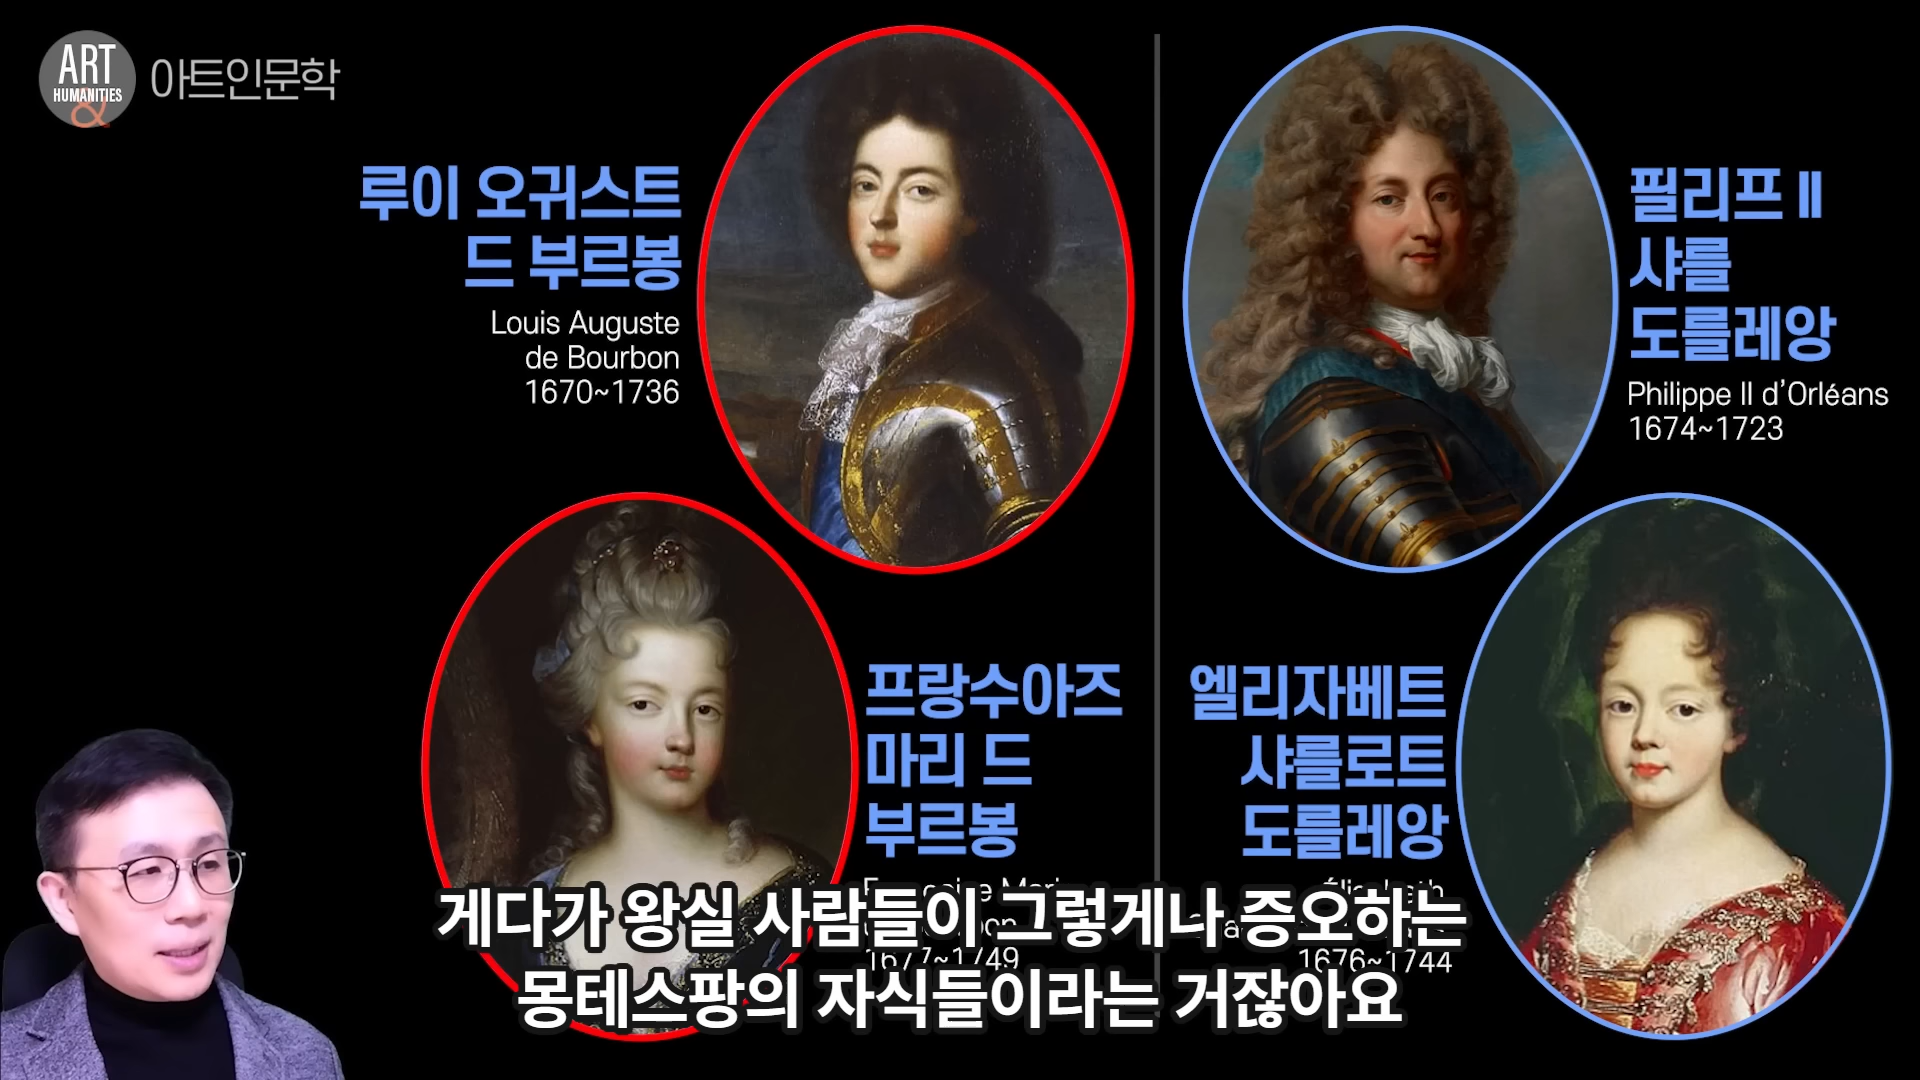 ART
HUMANITIES
&
아트인문학
루이 오귀스트
드 부르봉
Louis Auguste
de Bourbon
1670~1736
필리프 II
샤를
도를레앙
Philippe II d'Orléans
1674~1723
프랑수아즈
마리 드
부르봉
1677~1749
엘리자베트
샤를로트
도를레앙
Élisabeth
1676~1744
게다가 왕실 사람들이 그렇게나 증오하는
몽테스팡의 자식들이라는 거잖아요